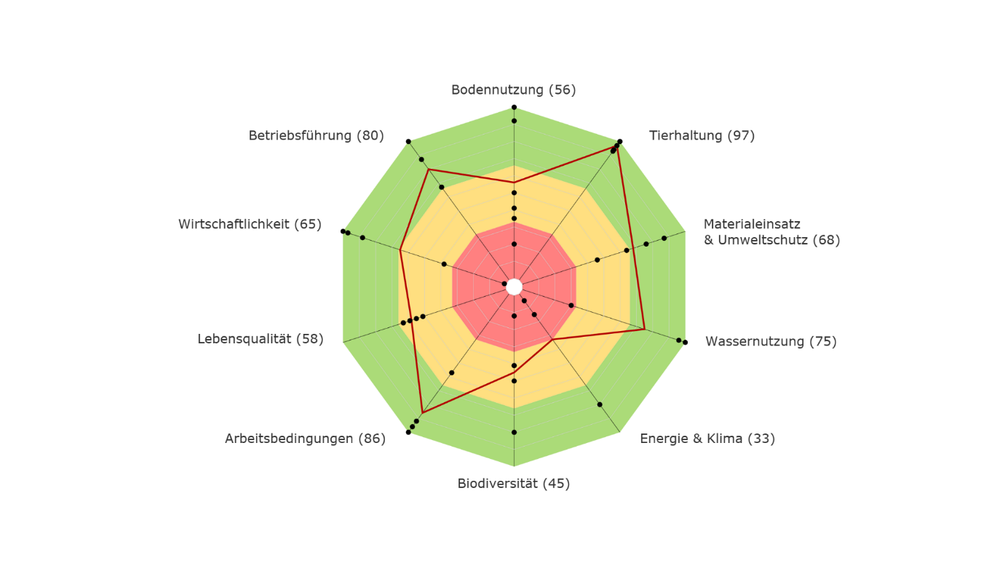 Bodennutzung (56)
Betriebsführung (80)
Tierhaltung (97)
Wirtschaftlichkeit (65)
Materialeinsatz
& Umweltschutz (68)
Lebensqualität (58)
Wassernutzung (75)
Arbeitsbedingungen (86)
Energie & Klima (33)
Biodiversität (45)